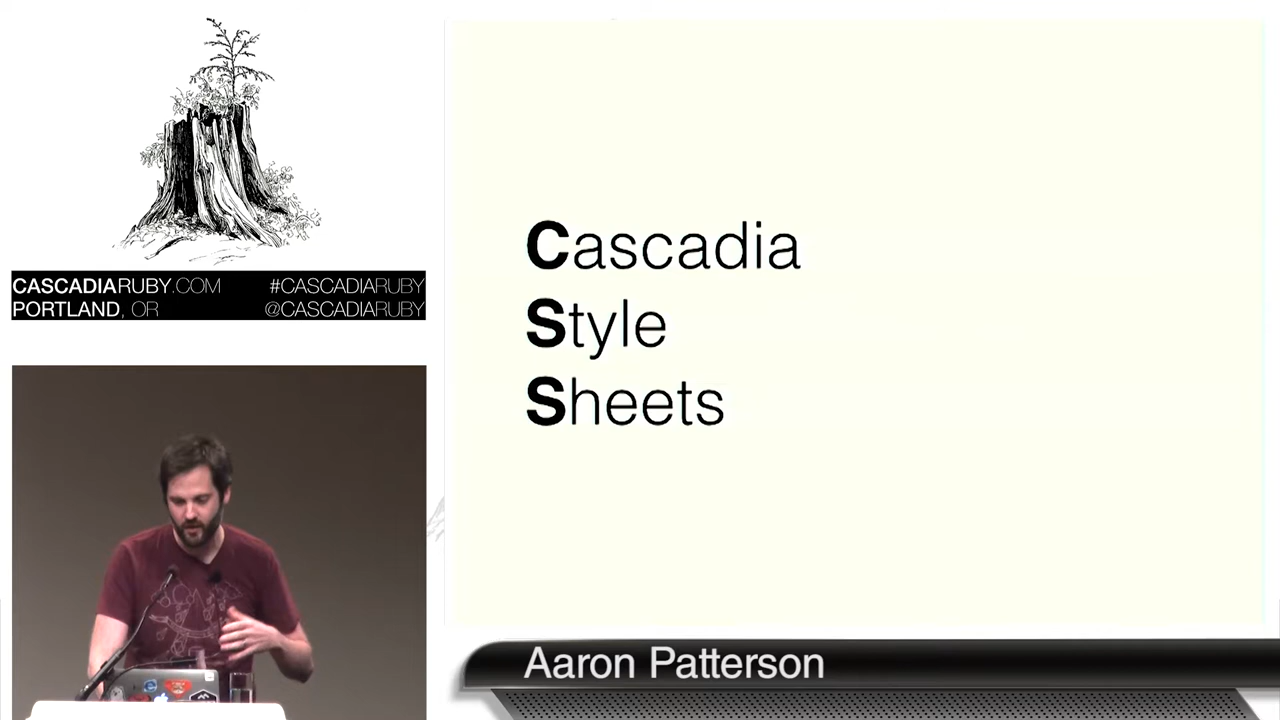 CASCADIARUBY.COM #CASCADIARUBY
PORTLAND, OR @CASCADIARUBY
Cascadia
Style
Sheets
Aaron Patterson